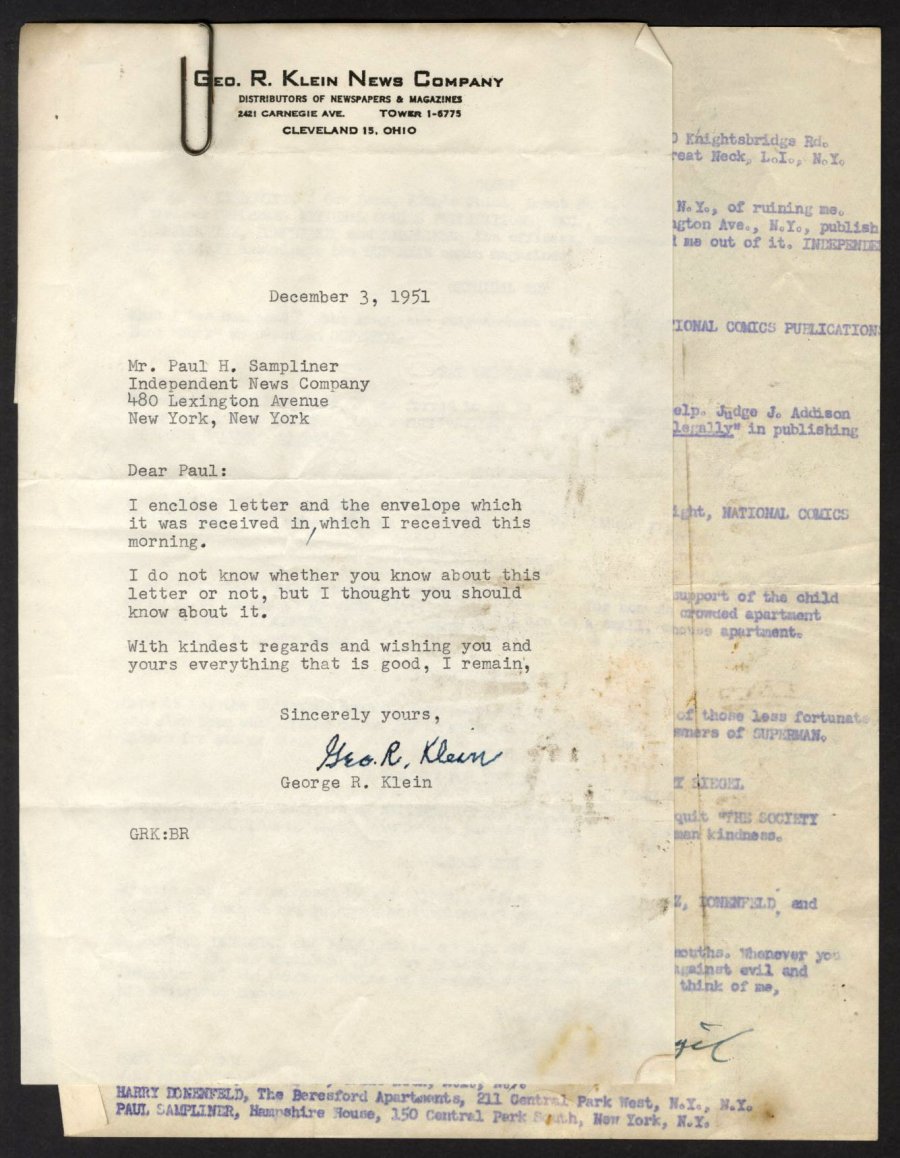 GEO. R. KLEIN NEWS COMPANY
DISTRIBUTORS OF NEWSPAPERS & MAGAZINES
2421 CARNEGIE AVE. TOWER 1-6775
CLEVELAND 15, OHIO
December 3, 1951
Mr. Paul H. Sampliner
Independent News Company
480 Lexington Avenue
New York, New York
Dear Paul:
I enclose letter and the envelope which
it was received in, which I received this
morning.
I do not know whether you know about this
letter or not, but I thought you should
know about it.
With kindest regards and wishing you and
yours everything that is good, I remain,
Sincerely yours,
Geo. R. Klein
George R. Klein
GRK:BR
Knightsbridge Rd.
reat Neck, L.I., N.Y.
N.Y., of ruining me.
ngton Ave., N.Y., publish
me out of it. INDEPENDE
TIONAL COMICS PUBLICATION
elp. Judge J. Addison
legally" in publishing
ight, NATIONAL COMICS
support of the child
crowded apartment
apartment.
of those less fortunate
owners of SUPERMAN.
SIEGEL
quit "THE SOCIETY
man kindness.
Z, DONENFELD, and
mouths. Whenever you
against evil and
think of me,
HARRY DONENFELD, The Beresford Apartments, 211 Central Park West, N.Y., N.Y.
PAUL SAMPLINER, Hampshire House, 150 Central Park South, New York, N.Y.